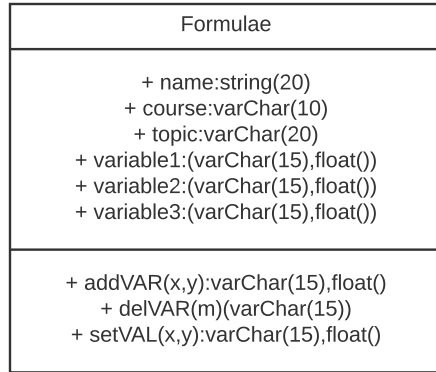 Formulae
+ name:string(20)
+ course:varChar(10)
+ topic:varChar(20)
+ variable1:(varChar(15),float())
+ variable2:(varChar(15),float())
+ variable3:(varChar(15),float())
+ addVAR(x,y):varChar(15),float()
+ delVAR(m)(varChar(15))
+ setVAL(x,y):varChar(15),float()